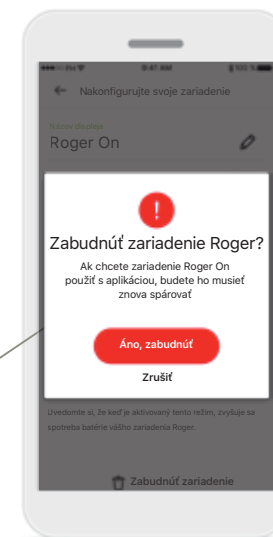 9:41 AM
100 %
Nakonfigurujte svoje zariadenie
Názov displeja
Roger On
!
Zabudnúť zariadenie Roger?
Ak chcete zariadenie Roger On
použiť s aplikáciou, budete ho musieť
znova spárovať
Áno, zabudnúť
Zrušiť
Uvedomte si, že keď je aktivovaný tento režim, zvyšuje sa
spotreba batérie vášho zariadenia Roger.
Zabudnúť zariadenie